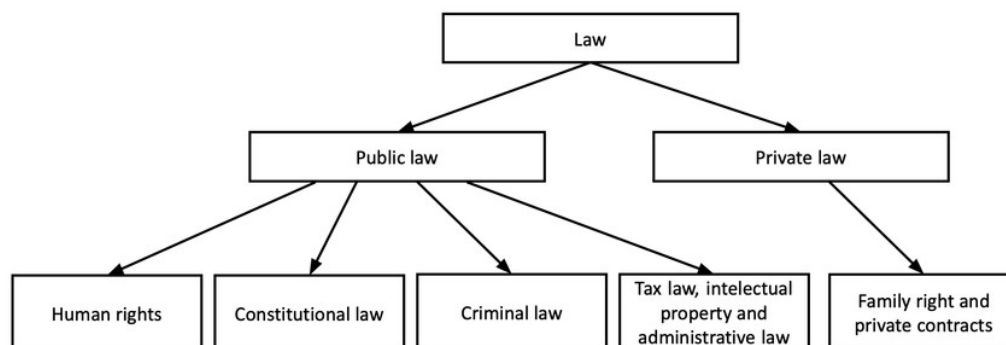 Law
Public law
Private law
Human rights
Constitutional law
Criminal law
Tax law, intelectual
property and
administrative law
Family right and
private contracts